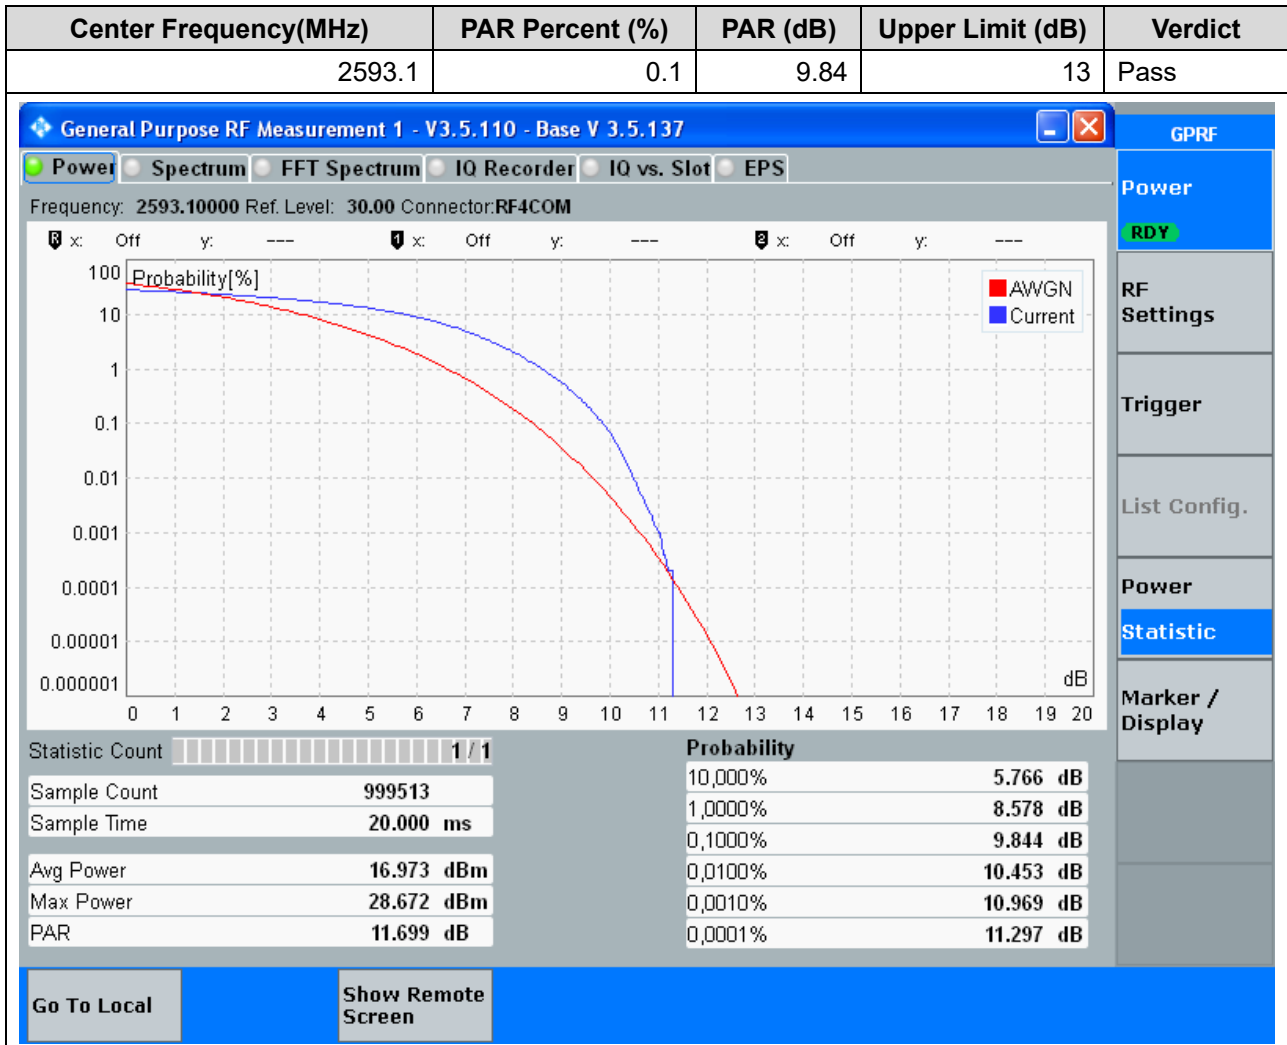 Center Frequency(MHz) PAR Percent (%) PAR (dB) Upper Limit (dB) Verdict
2593.1 0.1 9.84 13 Pass
General Purpose RF Measurement 1 - V3.5.110 - Base V 3.5.137
GPRF
Power Spectrum FFT Spectrum IQ Recorder IQ vs. Slot EPS
Power
RDY
Frequency: 2593.10000 Ref. Level: 30.00 Connector:RF4COM
R x: Off y: --- 1 x: Off y: --- 2 x: Off y: ---
Probability[%]
AWGN
Current
100
10
1
0.1
0.01
0.001
0.0001
0.00001
0.000001
dB
0 1 2 3 4 5 6 7 8 9 10 11 12 13 14 15 16 17 18 19 20
RF
Settings
Trigger
List Config.
Power
Statistic
Marker /
Display
Statistic Count 1 / 1
Sample Count 999513
Sample Time 20.000 ms
Avg Power 16.973 dBm
Max Power 28.672 dBm
PAR 11.699 dB
Probability
10,000% 5.766 dB
1,0000% 8.578 dB
0,1000% 9.844 dB
0,0100% 10.453 dB
0,0010% 10.969 dB
0,0001% 11.297 dB
Go To Local
Show Remote
Screen